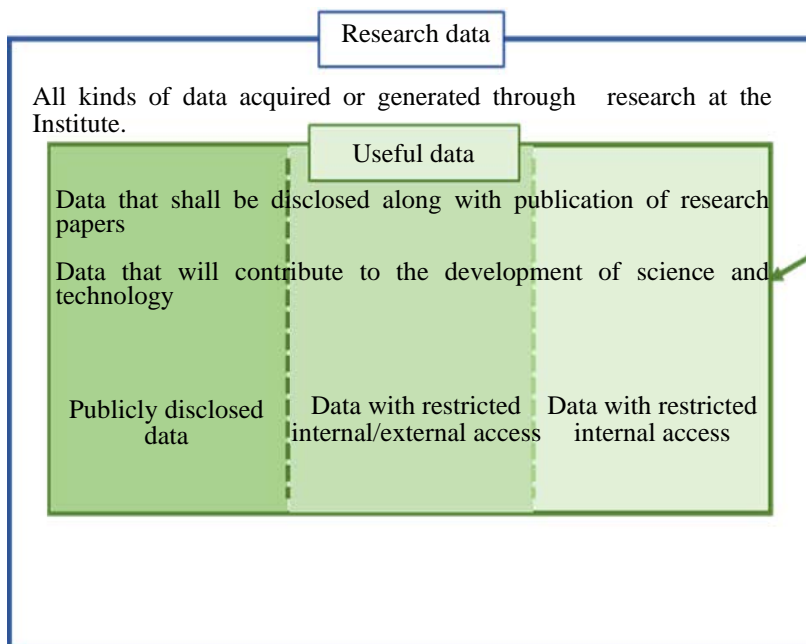 Research data
All kinds of data acquired or generated through research at the
Institute.
Useful data
Data that shall be disclosed along with publication of research
papers
Data that will contribute to the development of science and
technology
Publicly disclosed
data
Data with restricted
internal/external access
Data with restricted
internal access